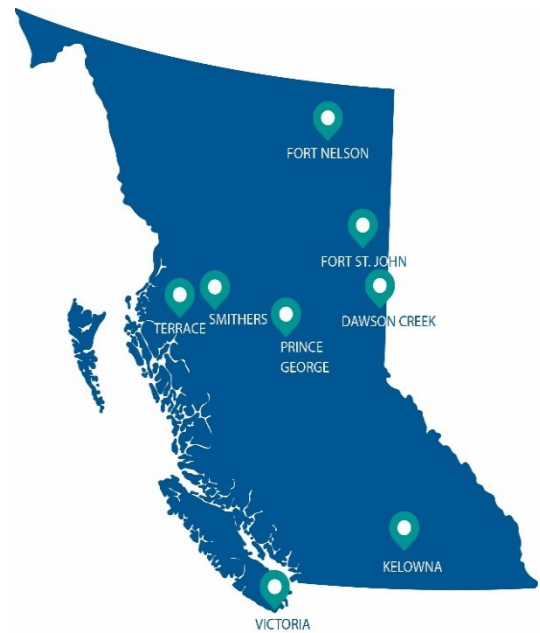 FORT NELSON
FORT ST. JOHN
DAWSON CREEK
SMITHERS
TERRACE
PRINCE
GEORGE
KELOWNA
VICTORIA